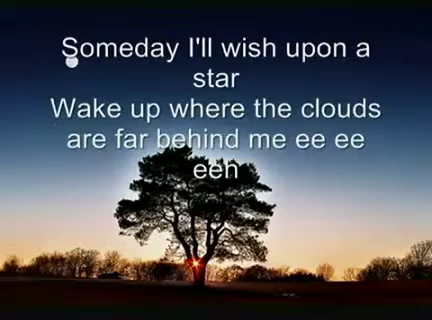 Someday I'll wish upon a
star
Wake up where the clouds
are far behind me ee ee
eeh